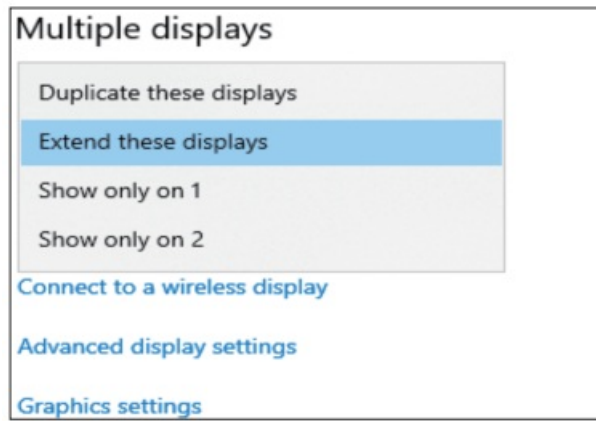 Multiple displays
Duplicate these displays
Extend these displays
Show only on 1
Show only on 2
Connect to a wireless display
Advanced display settings
Graphics settings